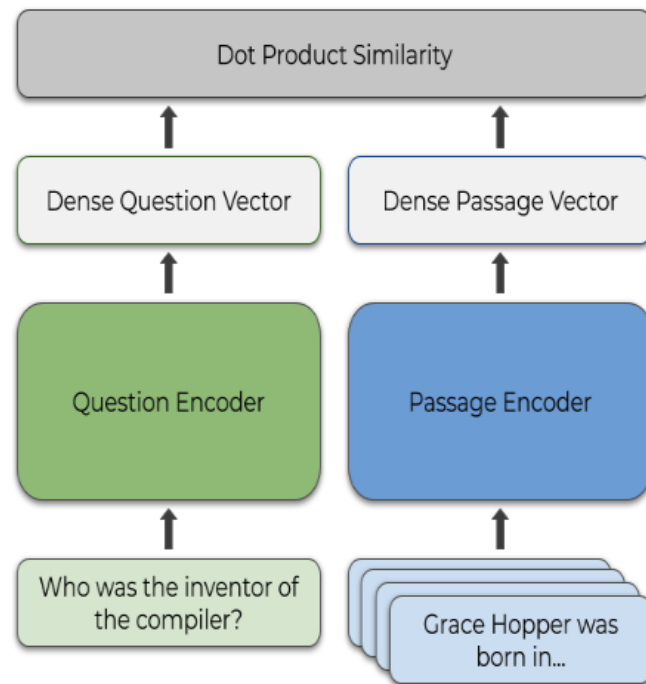 Dot Product Similarity
Dense Question Vector
Dense Passage Vector
Question Encoder
Passage Encoder
Who was the inventor of
the compiler?
Grace Hopper was
born in...